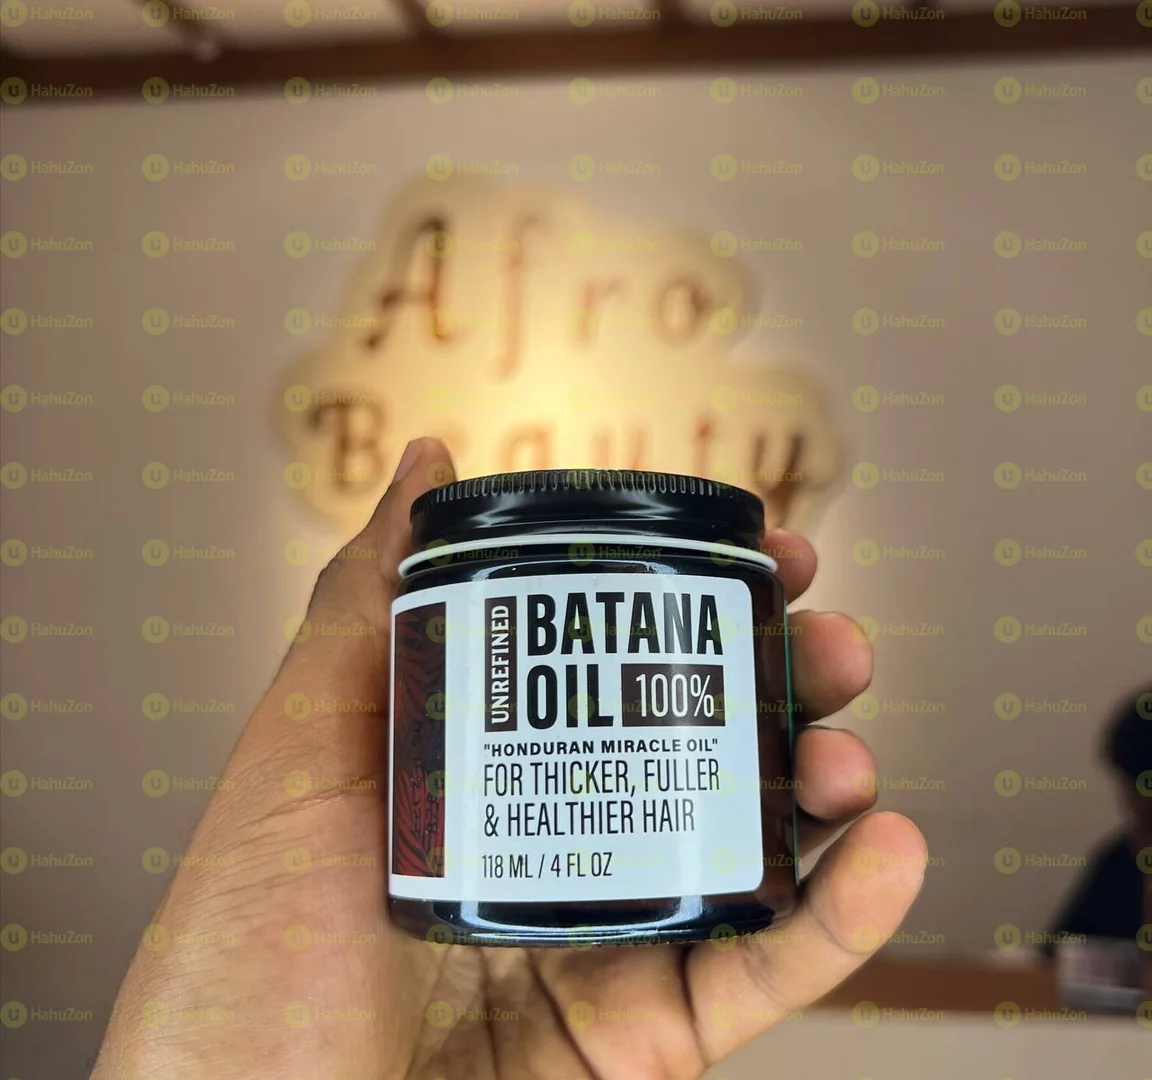 Afro
Beauty
UNREFINED
BATANA
OIL 100%
"HONDURAN MIRACLE OIL"
FOR THICKER, FULLER
& HEALTHIER HAIR
118 ML / 4 FL OZ
HahuZon